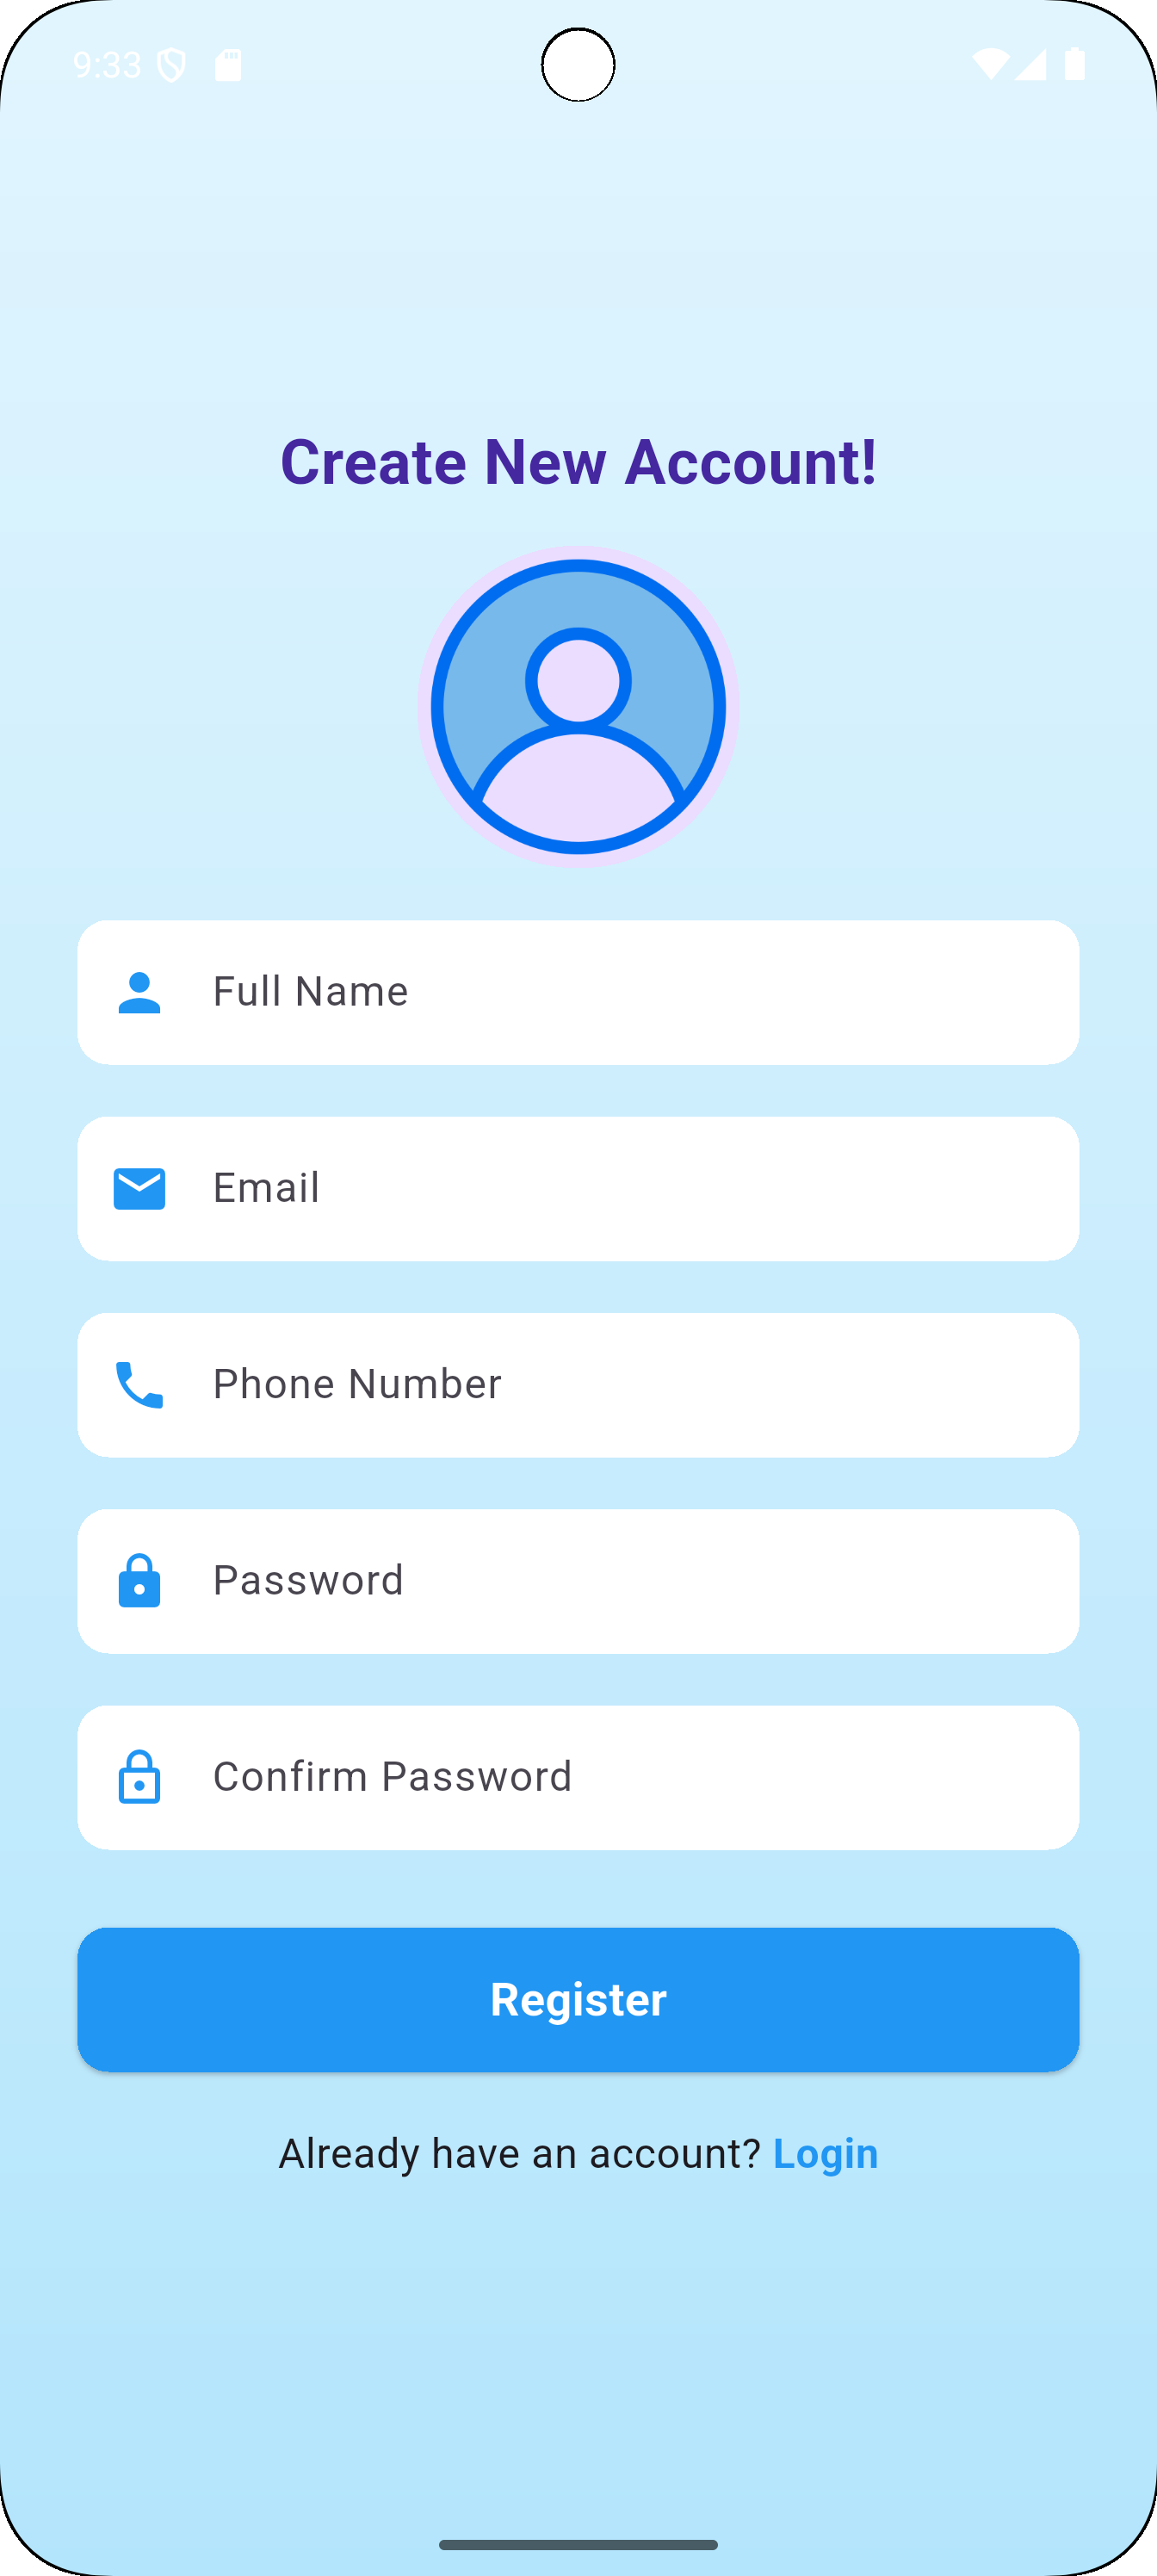 9:33
Create New Account!
Full Name
Email
Phone Number
Password
Confirm Password
Register
Already have an account? Login